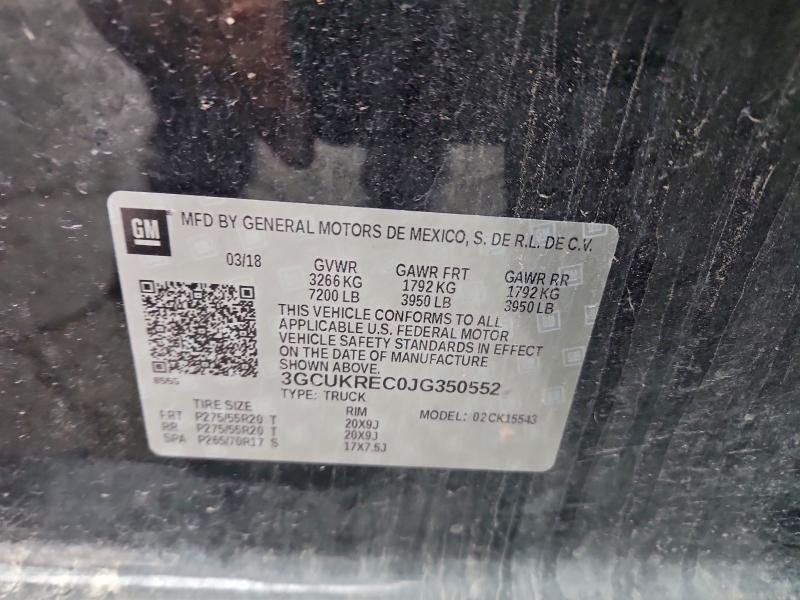 GM
MFD BY GENERAL MOTORS DE MEXICO, S. DE R.L. DE C.V.
03/18
GVWR GAWR FRT GAWR RR
3266 KG 1792 KG 1792 KG
7200 LB 3950 LB 3950 LB
THIS VEHICLE CONFORMS TO ALL
APPLICABLE U.S. FEDERAL MOTOR
VEHICLE SAFETY STANDARDS IN EFFECT
ON THE DATE OF MANUFACTURE
SHOWN ABOVE.
3GCUKREC0JG350552
TYPE: TRUCK
MODEL: 02CK15543
TIRE SIZE RIM
FRT P275/55R20 T 20X9J
RR P275/55R20 T 20X9J
SPA P265/70R17 S 17X7.5J